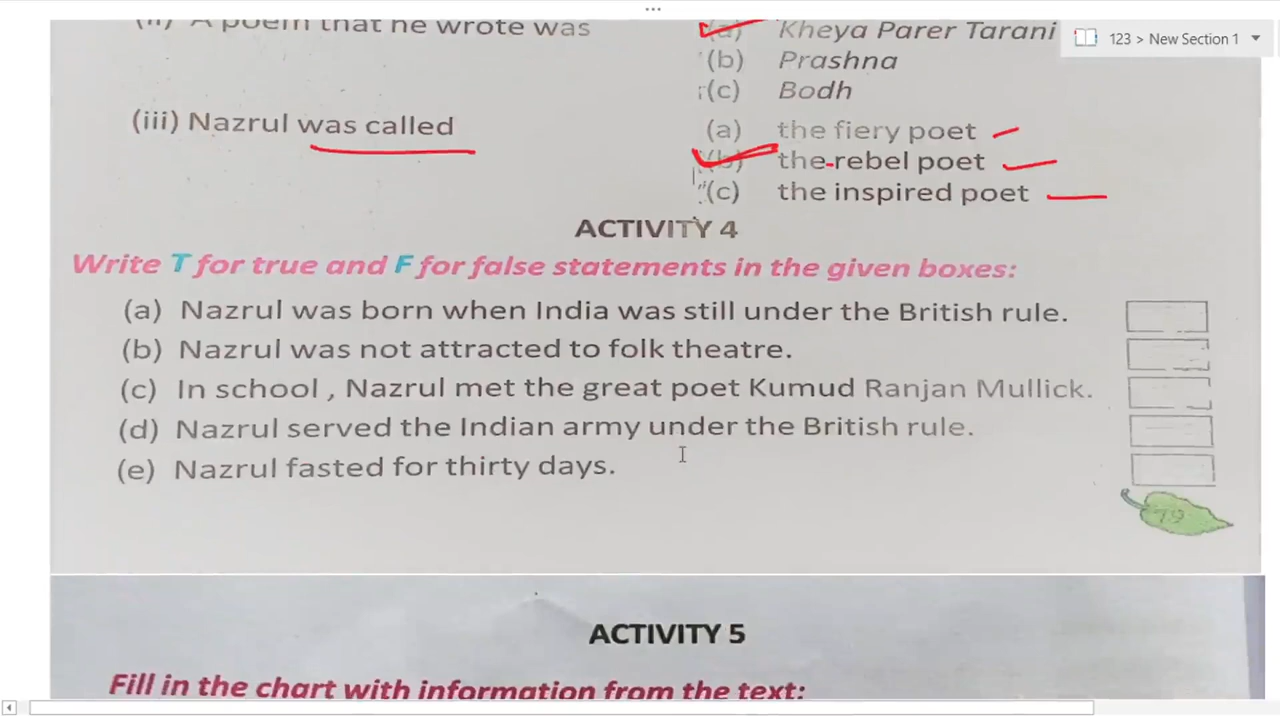 (ii) A poem that he wrote was
(a) Kheya Parer Tarani
(b) Prashna
(c) Bodh
(iii) Nazrul was called
(a) the fiery poet
(b) the rebel poet
(c) the inspired poet
123 > New Section 1
ACTIVITY 4
Write T for true and F for false statements in the given boxes:
(a) Nazrul was born when India was still under the British rule.
(b) Nazrul was not attracted to folk theatre.
(c) In school , Nazrul met the great poet Kumud Ranjan Mullick.
(d) Nazrul served the Indian army under the British rule.
(e) Nazrul fasted for thirty days.
79
ACTIVITY 5
Fill in the chart with information from the text: